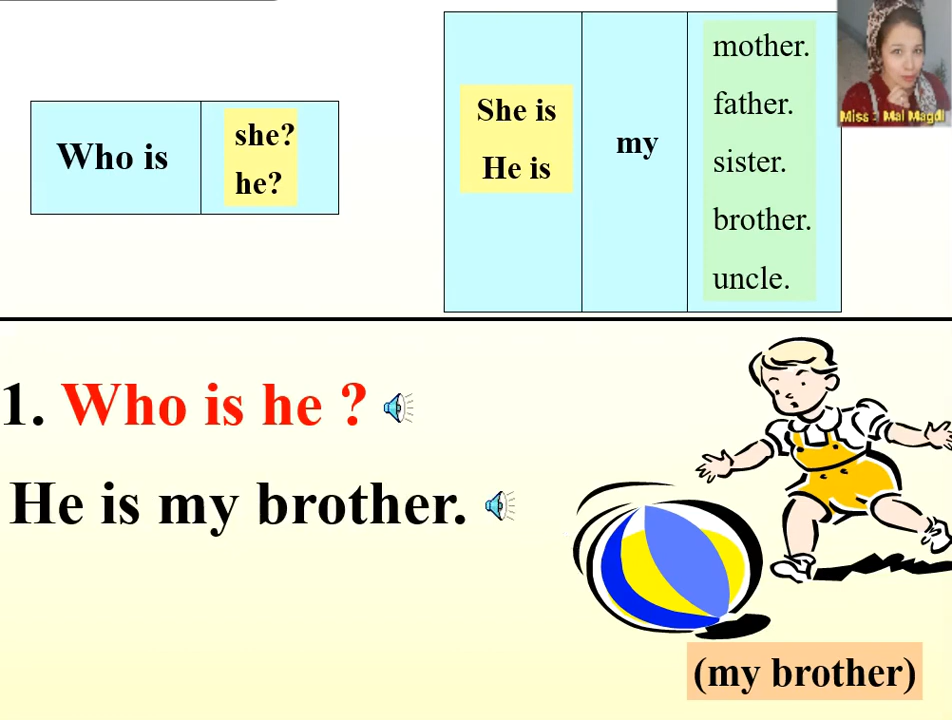 Who is
she?
he?
She is
He is
my
mother.
father.
sister.
brother.
uncle.
Miss : Mai Magdi
1. Who is he ?
He is my brother.
(my brother)